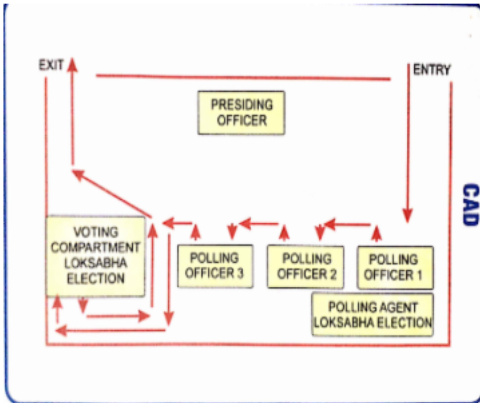 EXIT
ENTRY
PRESIDING
OFFICER
CAD
VOTING
COMPARTMENT
LOKSABHA
ELECTION
POLLING
OFFICER 3
POLLING
OFFICER 2
POLLING
OFFICER 1
POLLING AGENT
LOKSABHA ELECTION